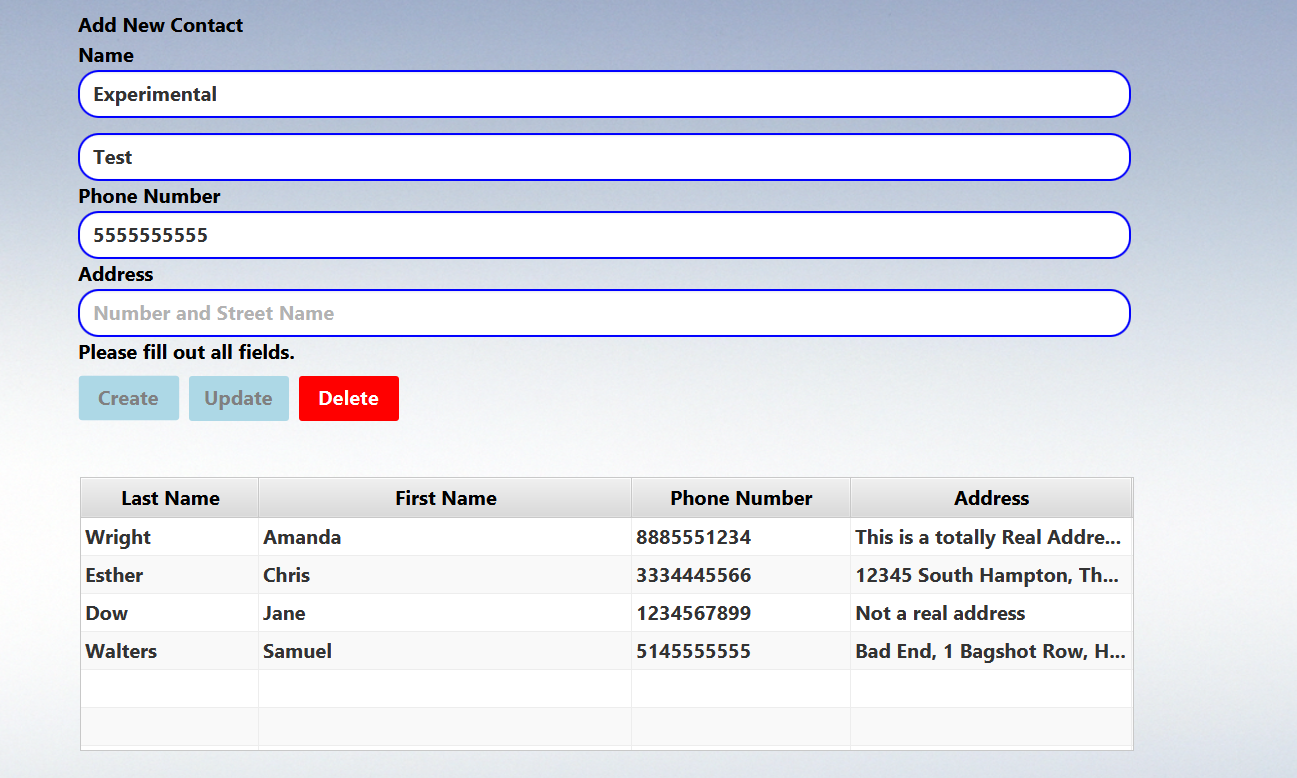 Add New Contact
Name
Experimental
Test
Phone Number
5555555555
Address
Number and Street Name
Please fill out all fields.
Create Update Delete
Last Name First Name Phone Number Address
Wright Amanda 8885551234 This is a totally Real Addre...
Esther Chris 3334445566 12345 South Hampton, Th...
Dow Jane 1234567899 Not a real address
Walters Samuel 5145555555 Bad End, 1 Bagshot Row, H...